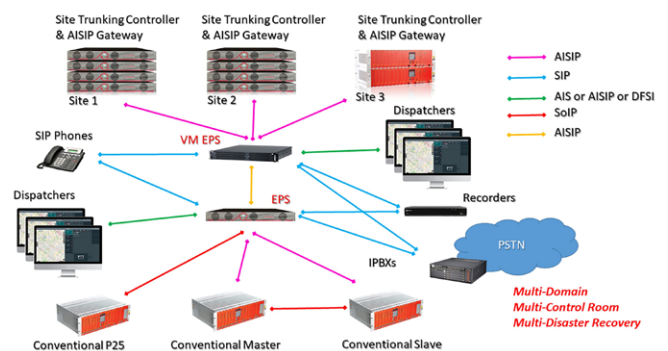 Site Trunking Controller
& AISIP Gateway
Site Trunking Controller
& AISIP Gateway
Site Trunking Controller
& AISIP Gateway
Site 1
Site 2
Site 3
AISIP
SIP
AIS or AISIP or DFSI
SoIP
AISIP
SIP Phones
VM EPS
Dispatchers
Dispatchers
EPS
Recorders
PSTN
IPBXs
Multi-Domain
Multi-Control Room
Multi-Disaster Recovery
Conventional P25
Conventional Master
Conventional Slave